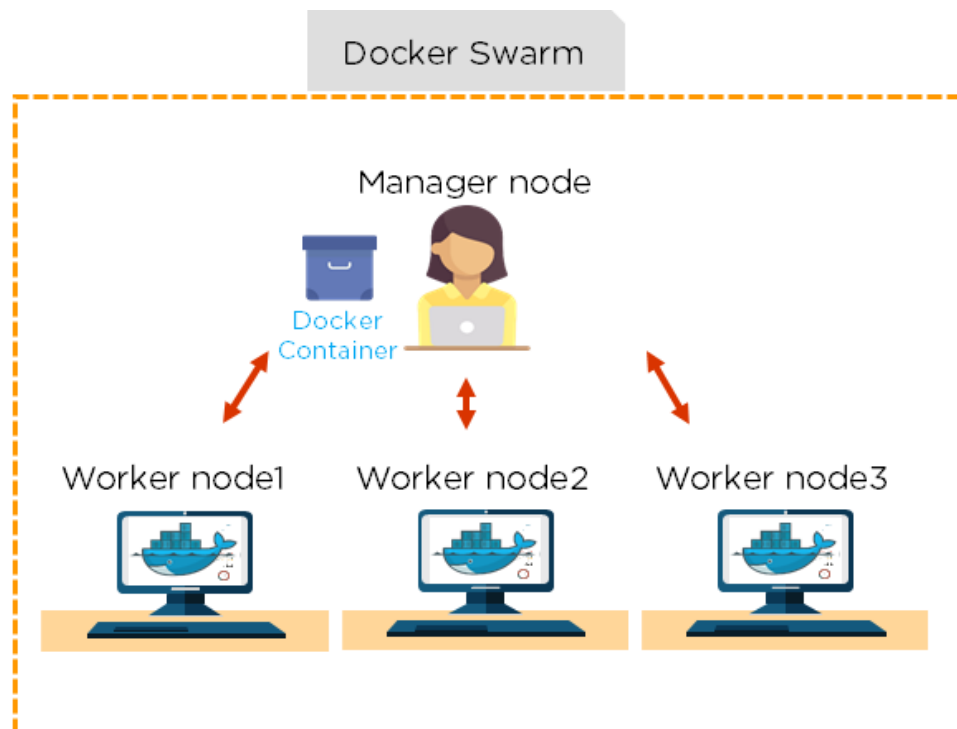 Docker Swarm
Manager node
Docker
Container
Worker node1
Worker node2
Worker node3